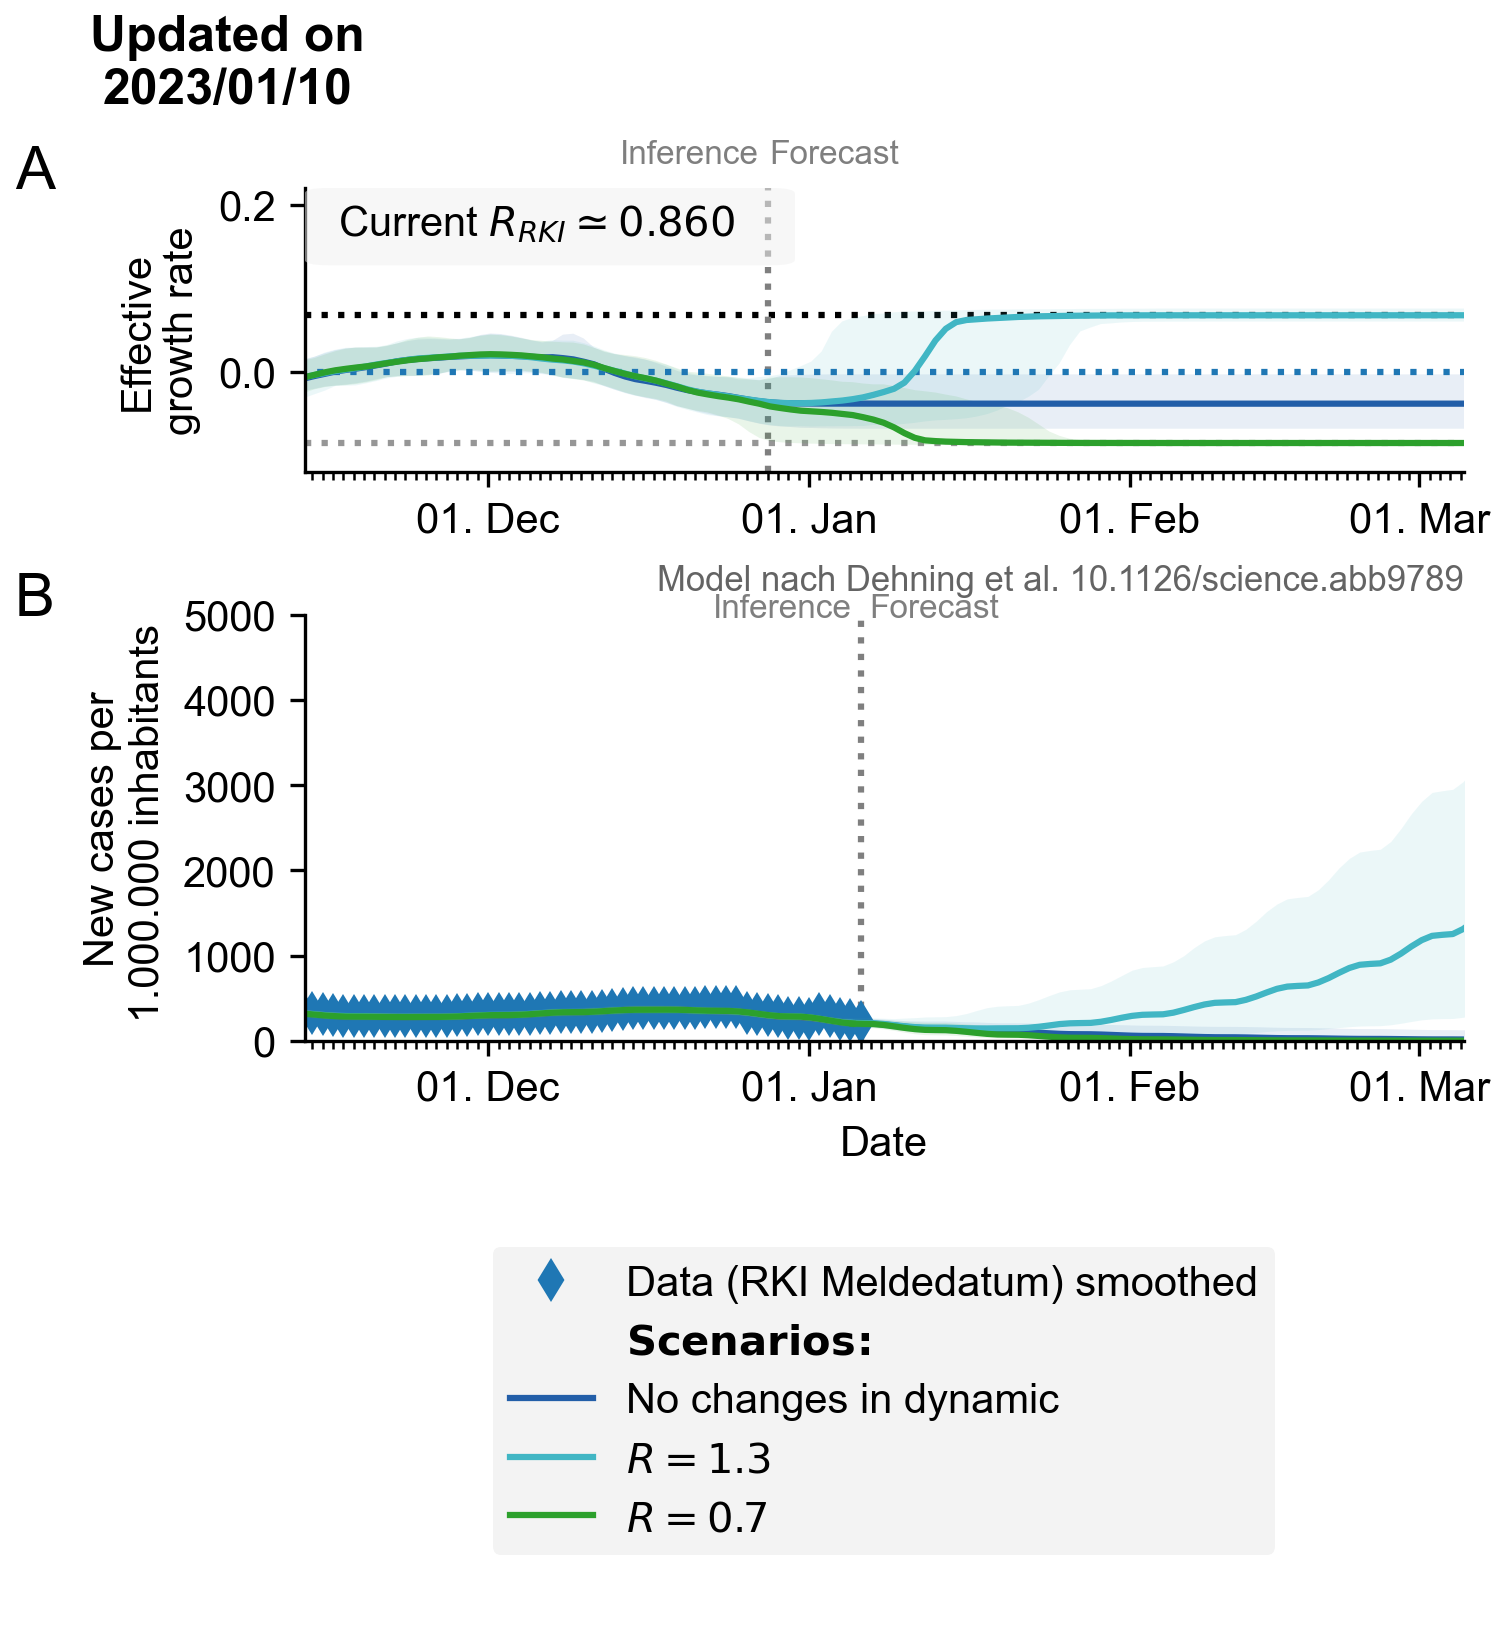 Updated on
2023/01/10
A
Inference Forecast
Current R_RKI ≃ 0.860
0.2
0.0
Effective
growth rate
01. Dec
01. Jan
01. Feb
01. Mar
Model nach Dehning et al. 10.1126/science.abb9789
B
Inference Forecast
5000
4000
3000
2000
1000
0
New cases per
1.000.000 inhabitants
01. Dec
01. Jan
01. Feb
01. Mar
Date
Data (RKI Meldedatum) smoothed
Scenarios:
No changes in dynamic
R = 1.3
R = 0.7